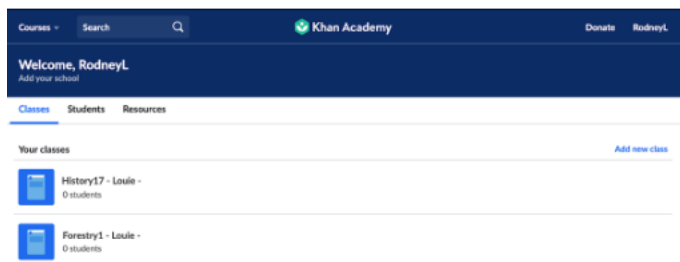 Courses Search Khan Academy Donate RodneyL
Welcome, RodneyL
Add your school
Classes Students Resources
Your classes Add new class
History17 - Louie -
0 students
Forestry1 - Louie -
0 students